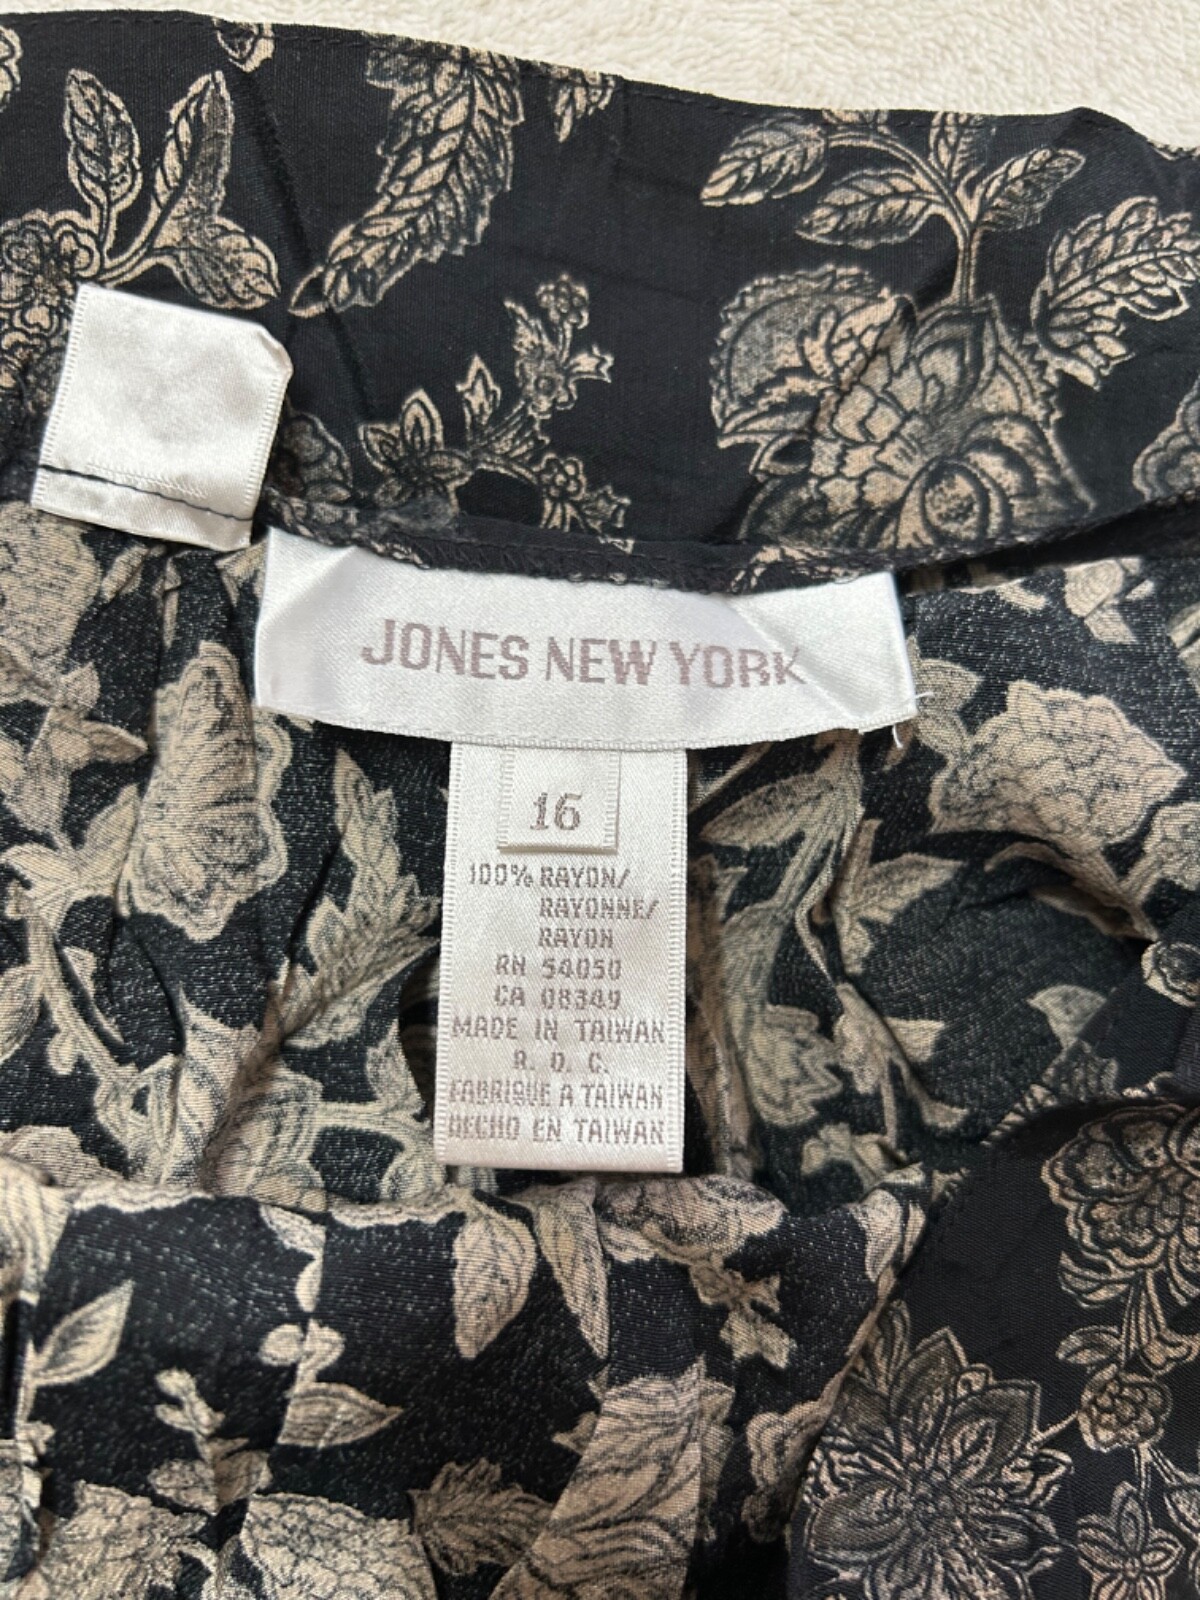 JONES NEW YORK
16
100% RAYON/
RAYONNE/
RAYON
RN 54050
CA 08349
MADE IN TAIWAN
R. O. C.
FABRIQUE A TAIWAN
HECHO EN TAIWAN